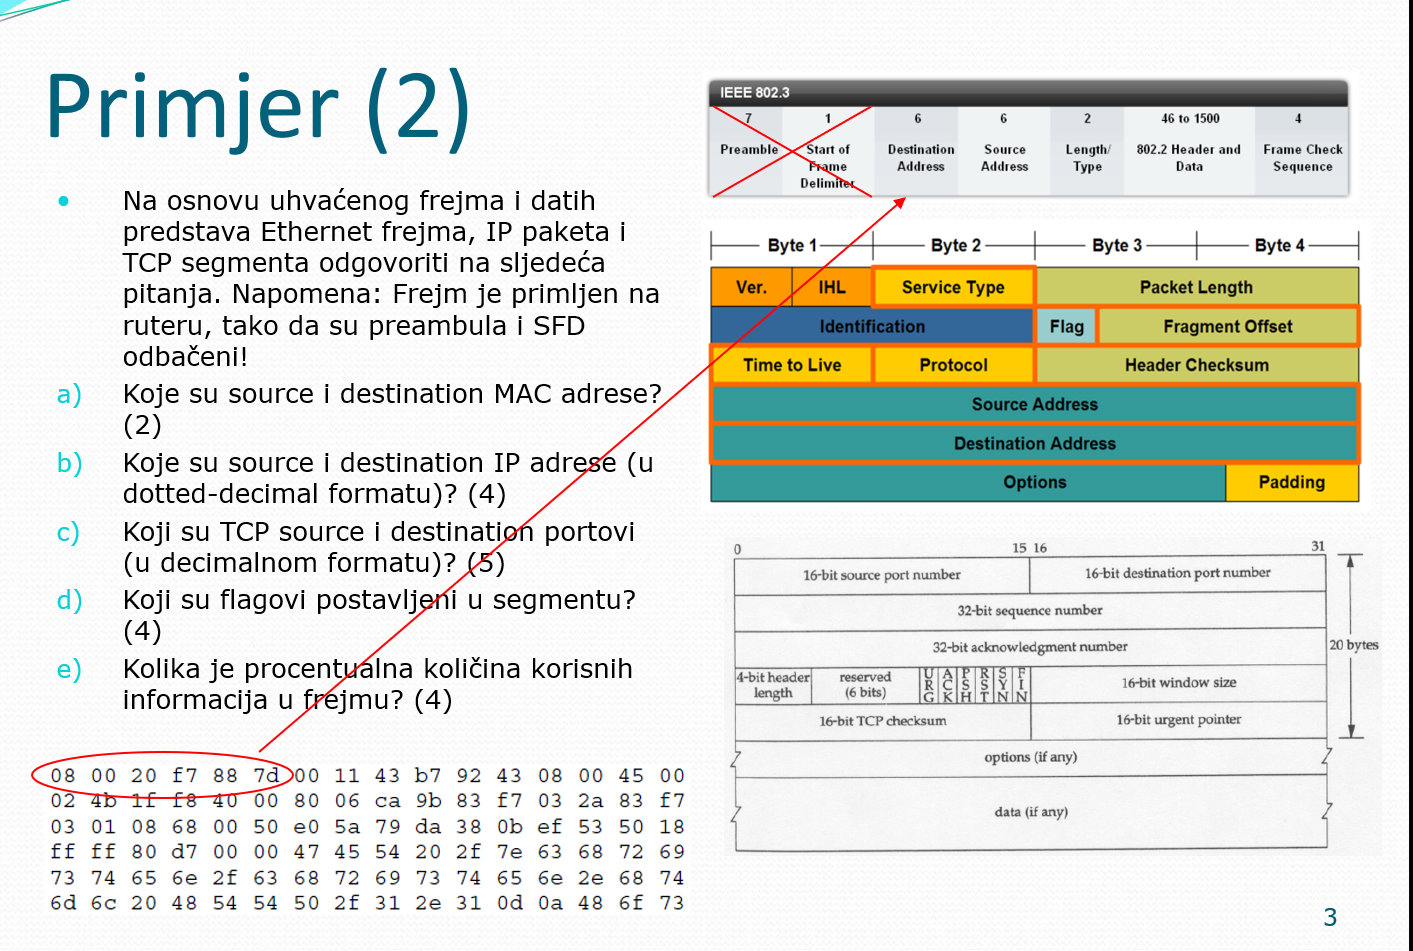 Primjer (2)
Na osnovu uhvaćenog frejma i datih
predstava Ethernet frejma, IP paketa i
TCP segmenta odgovoriti na sljedeća
pitanja. Napomena: Frejm je primljen na
ruteru, tako da su preambula i SFD
odbačeni!
a) Koje su source i destination MAC adrese?
(2)
b) Koje su source i destination IP adrese (u
dotted-decimal formatu)? (4)
c) Koji su TCP source i destination portovi
(u decimalnom formatu)? (5)
d) Koji su flagovi postavljeni u segmentu?
(4)
e) Kolika je procentualna količina korisnih
informacija u frejmu? (4)
08 00 20 f7 88 7d 00 11 43 b7 92 43 08 00 45 00
02 4b 1f f8 40 00 80 06 ca 9b 83 f7 03 2a 83 f7
03 01 08 68 00 50 e0 5a 79 da 38 0b ef 53 50 18
ff ff 80 d7 00 00 47 45 54 20 2f 7e 63 68 72 69
73 74 65 6e 2f 63 68 72 69 73 74 65 6e 2e 68 74
6d 6c 20 48 54 54 50 2f 31 2e 31 0d 0a 48 6f 73
IEEE 802.3
7 1 6 6 2 46 to 1500 4
Preamble Start of Destination Source Length/ 802.2 Header and Frame Check
Frame Address Address Type Data Sequence
Delimiter
Byte 1 Byte 2 Byte 3 Byte 4
Ver. IHL Service Type Packet Length
Identification Flag Fragment Offset
Time to Live Protocol Header Checksum
Source Address
Destination Address
Options Padding
0 15 16 31
16-bit source port number 16-bit destination port number
32-bit sequence number
32-bit acknowledgment number 20 bytes
4-bit header length reserved (6 bits) URG ACK PSH RST SYN FIN 16-bit window size
16-bit TCP checksum 16-bit urgent pointer
options (if any)
data (if any)
3